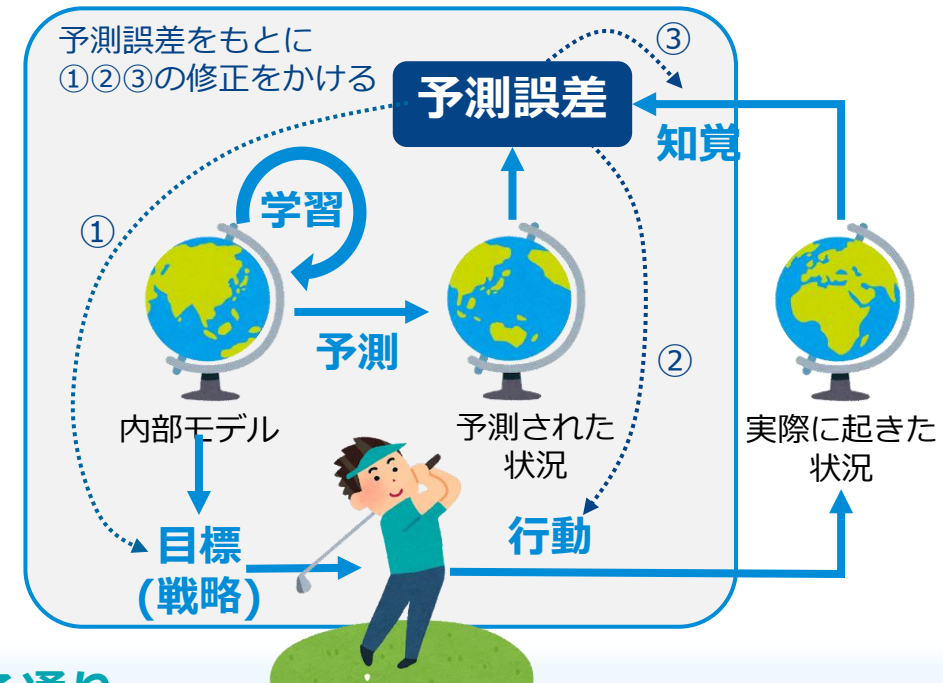 予測誤差をもとに
①②③の修正をかける
予測誤差
③
知覚
学習
①
予測
②
内部モデル
予測された
状況
実際に起きた
状況
目標
(戦略)
行動
通り